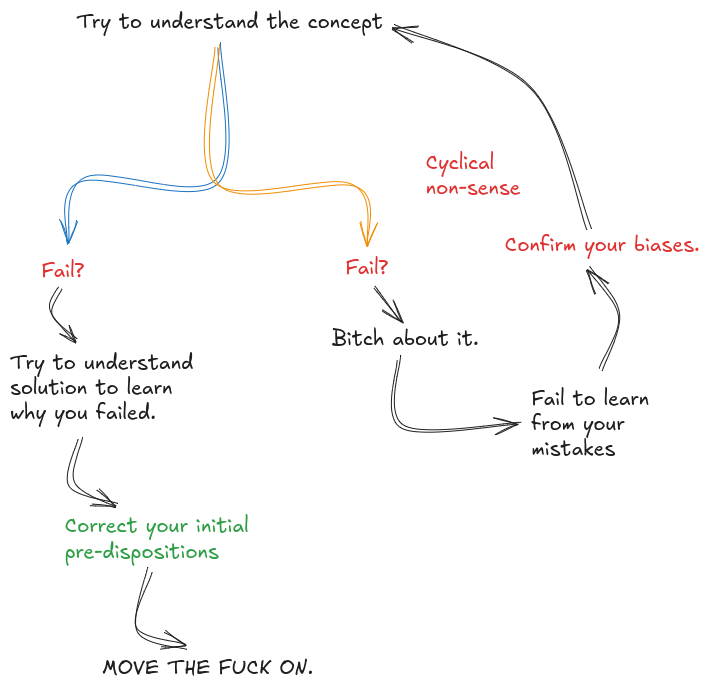 Try to understand the concept
Cyclical
non-sense
Confirm your biases.
Fail?
Fail?
Bitch about it.
Try to understand
solution to learn
why you failed.
Fail to learn
from your
mistakes
Correct your initial
pre-dispositions
MOVE THE FUCK ON.